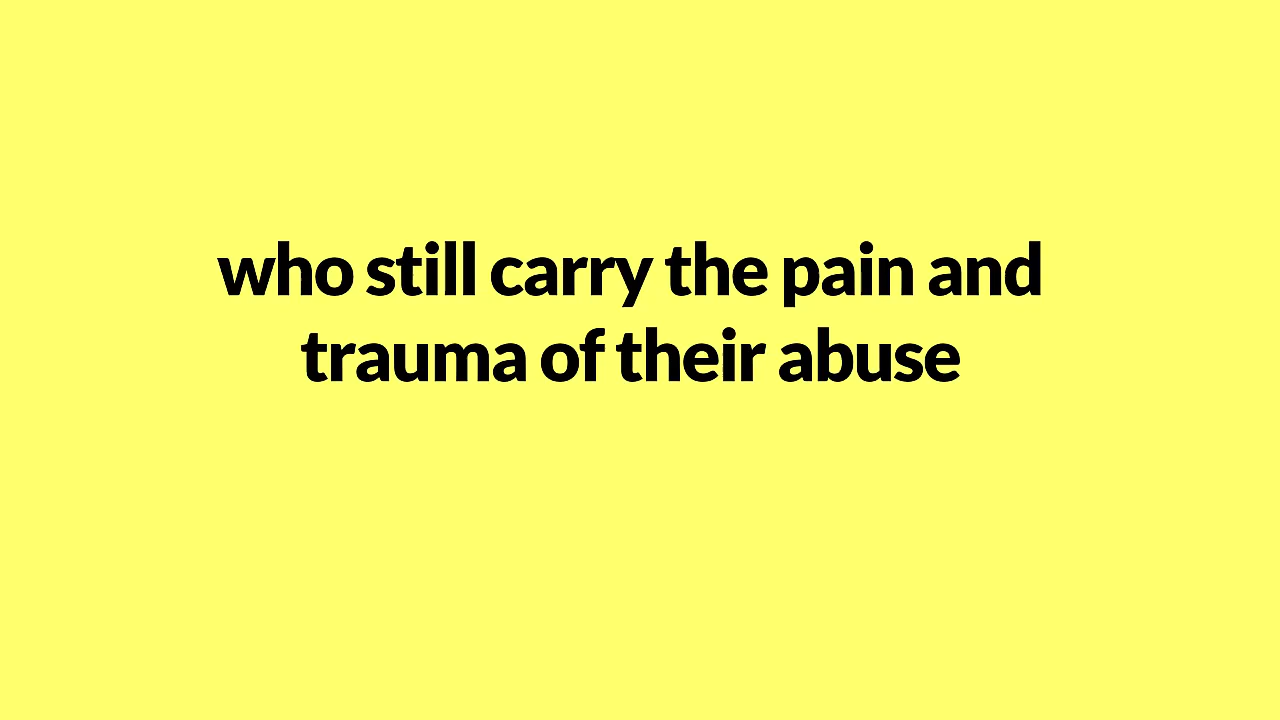 who still carry the pain and
trauma of their abuse